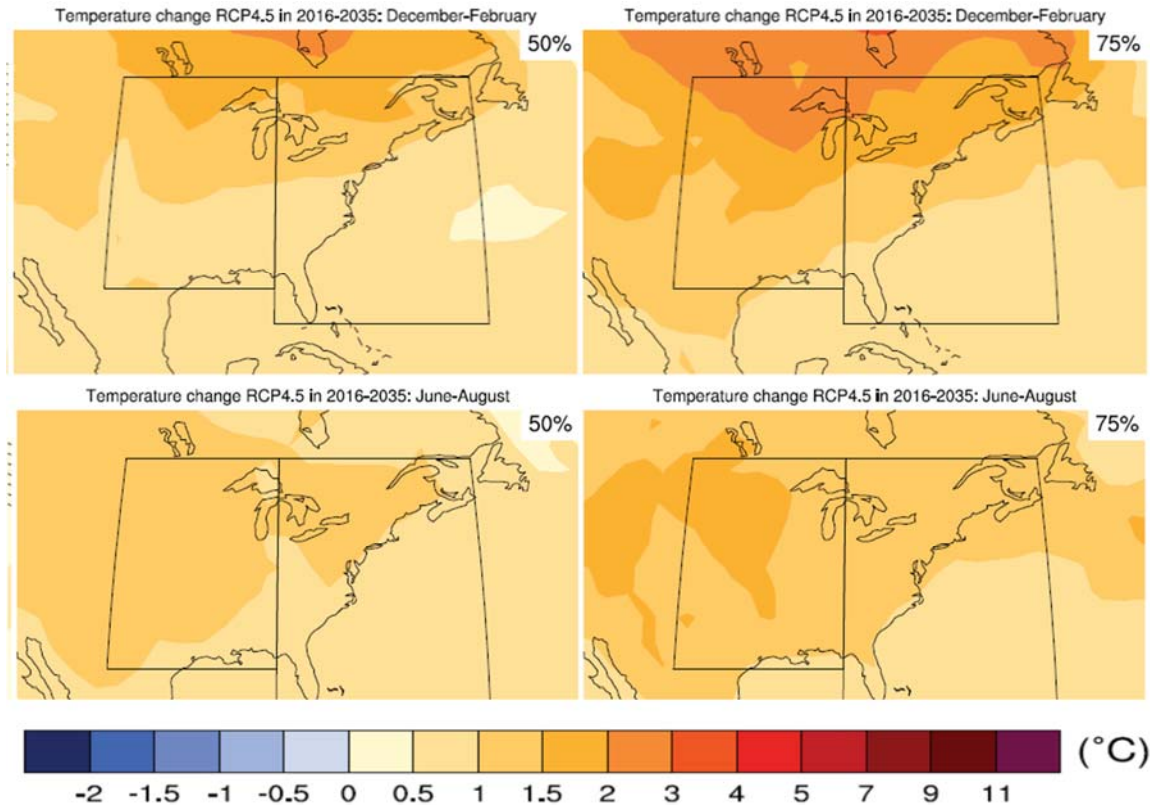 Temperature change RCP4.5 in 2016-2035: December-February
50%
Temperature change RCP4.5 in 2016-2035: December-February
75%
Temperature change RCP4.5 in 2016-2035: June-August
50%
Temperature change RCP4.5 in 2016-2035: June-August
75%
-2 -1.5 -1 -0.5 0 0.5 1 1.5 2 3 4 5 7 9 11 (°C)